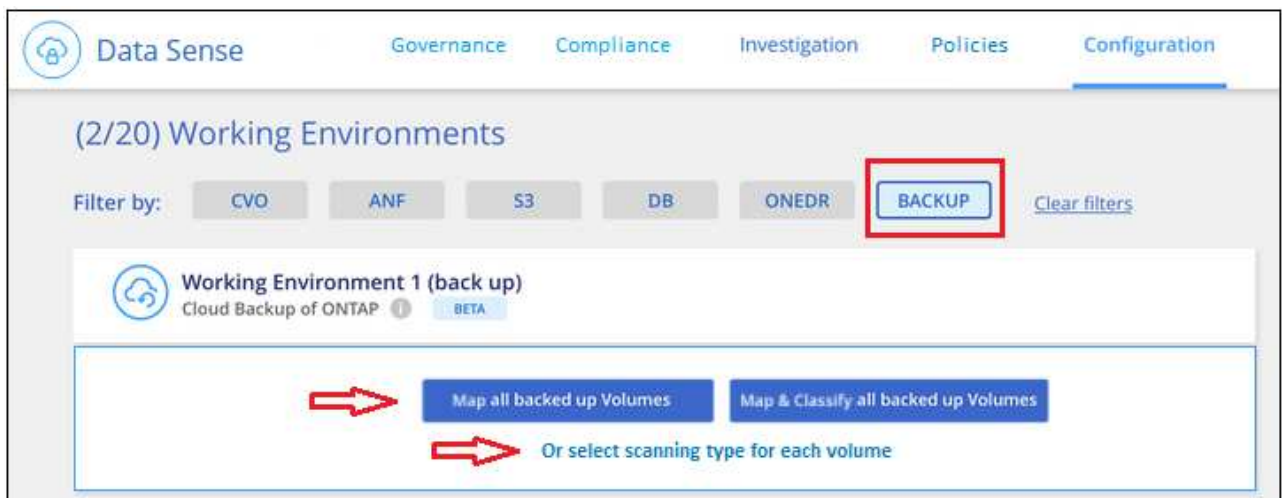 Data Sense Governance Compliance Investigation Policies Configuration
(2/20) Working Environments
Filter by: CVO ANF S3 DB ONEDR BACKUP Clear filters
Working Environment 1 (back up)
Cloud Backup of ONTAP i BETA
Map all backed up Volumes Map & Classify all backed up Volumes
Or select scanning type for each volume